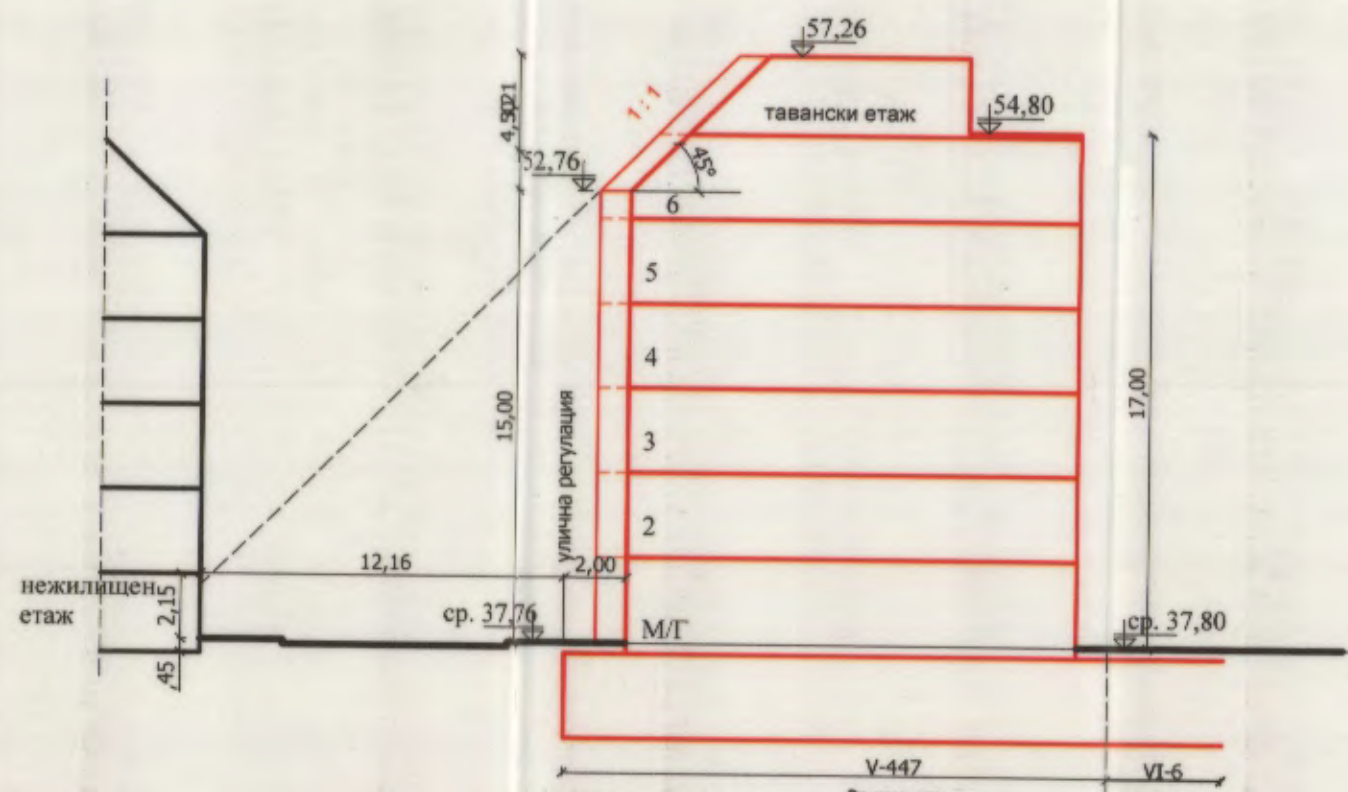 57,26
4,50
1:1
тавански етаж
54,80
52,76
45°
6
5
4
3
2
15,00
17,00
улична регулация
12,16
2,00
нежилищен
етаж
2,15
,45
ср. 37,76
М/Г
ср. 37,80
V-447
VI-6